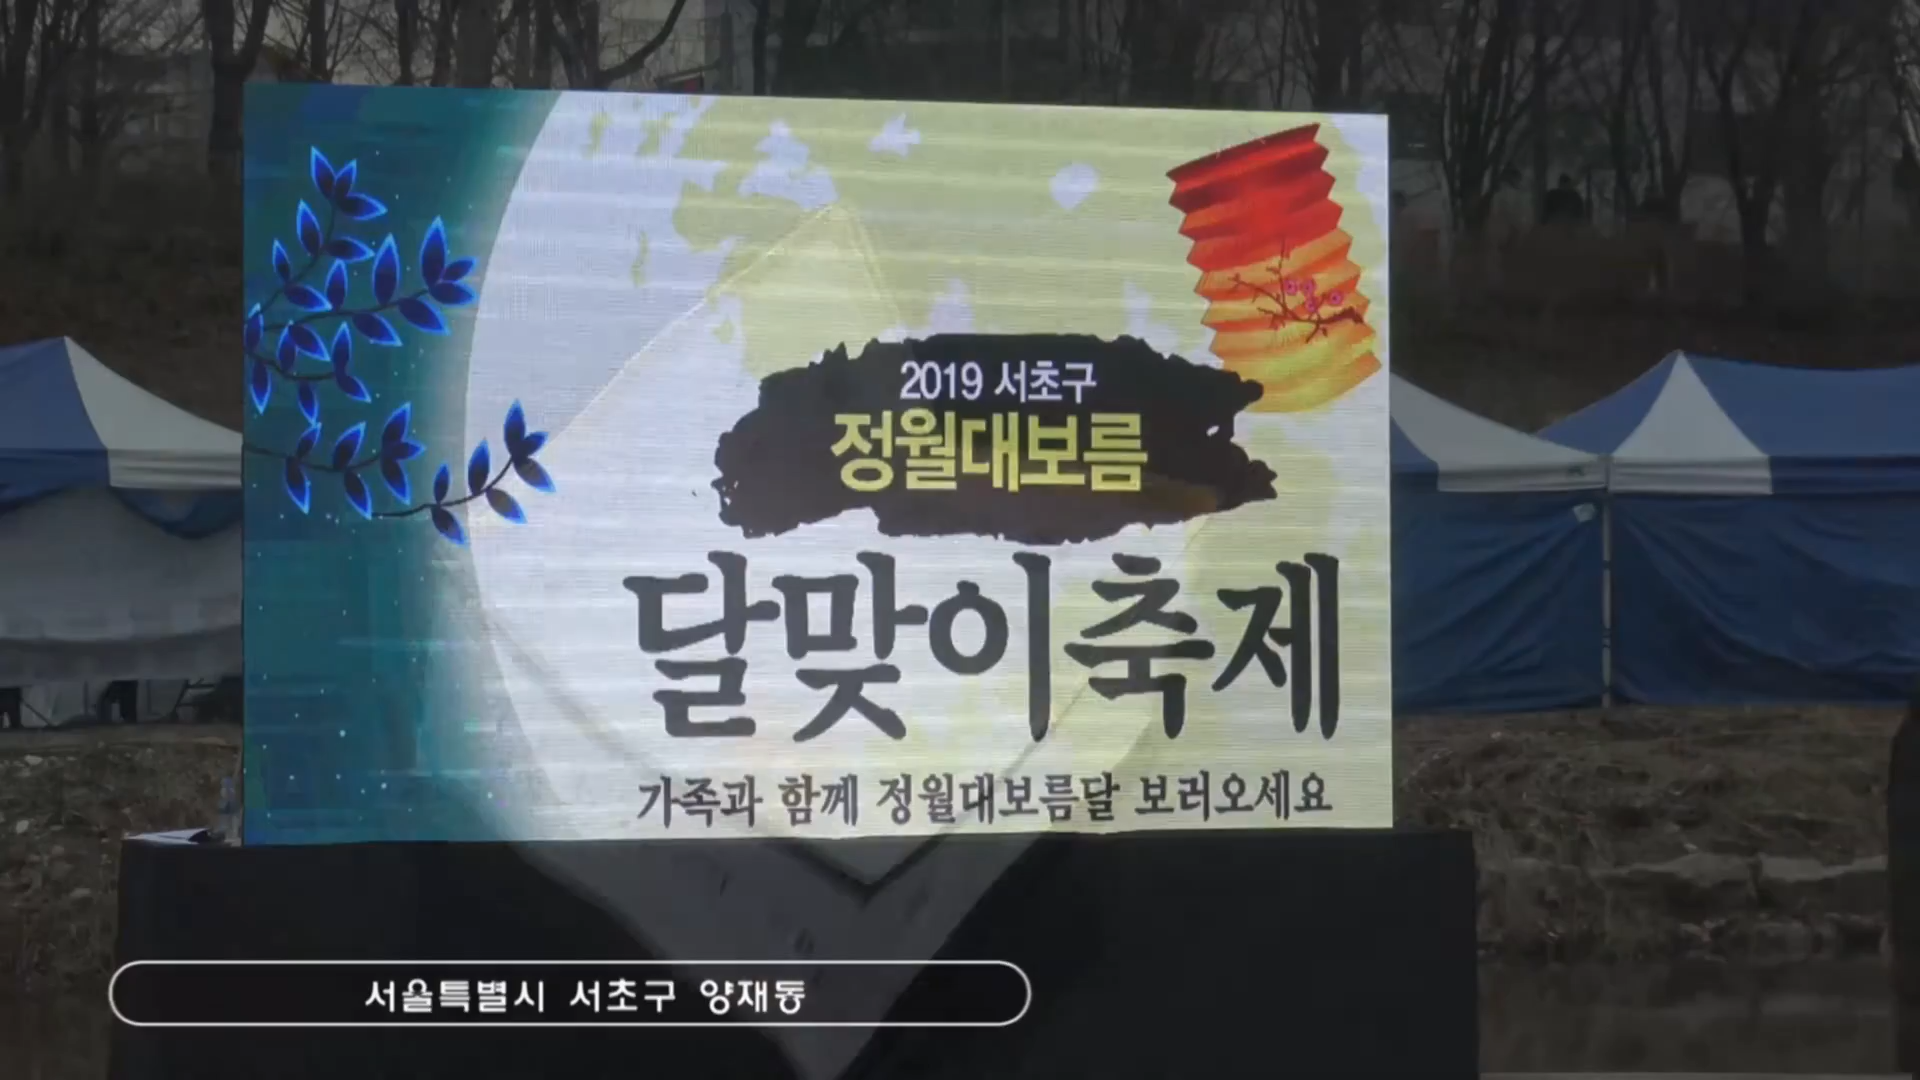 2019 서초구
정월대보름
달맞이축제
가족과 함께 정월대보름달 보러오세요
서울특별시 서초구 양재동